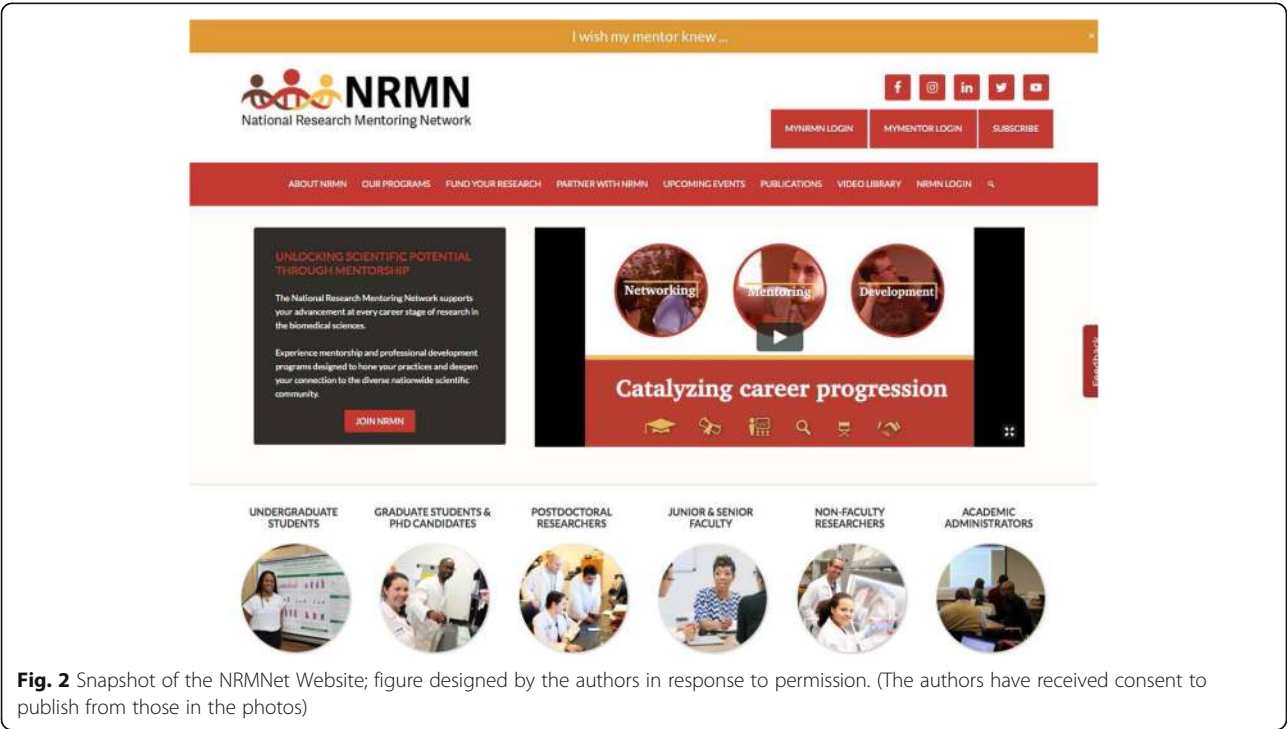 I wish my mentor knew ...
×
NRMN
National Research Mentoring Network
f in
MYNRMN LOGIN MYMENTOR LOGIN SUBSCRIBE
ABOUT NRMN OUR PROGRAMS FUND YOUR RESEARCH PARTNER WITH NRMN UPCOMING EVENTS PUBLICATIONS VIDEO LIBRARY NRMN LOGIN
UNLOCKING SCIENTIFIC POTENTIAL
THROUGH MENTORSHIP
The National Research Mentoring Network supports
your advancement at every career stage of research in
the biomedical sciences.
Experience mentorship and professional development
programs designed to hone your practices and deepen
your connection to the diverse nationwide scientific
community.
JOIN NRMN
Networking Mentoring Development
Catalyzing career progression
Feedback
UNDERGRADUATE
STUDENTS
GRADUATE STUDENTS &
PHD CANDIDATES
POSTDOCTORAL
RESEARCHERS
JUNIOR & SENIOR
FACULTY
NON-FACULTY
RESEARCHERS
ACADEMIC
ADMINISTRATORS
Fig. 2 Snapshot of the NRMNet Website; figure designed by the authors in response to permission. (The authors have received consent to
publish from those in the photos)